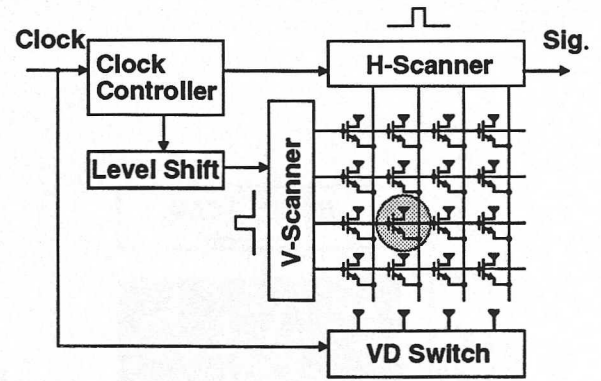 Clock
Sig.
Clock
Controller
H-Scanner
Level Shift
V-Scanner
VD Switch